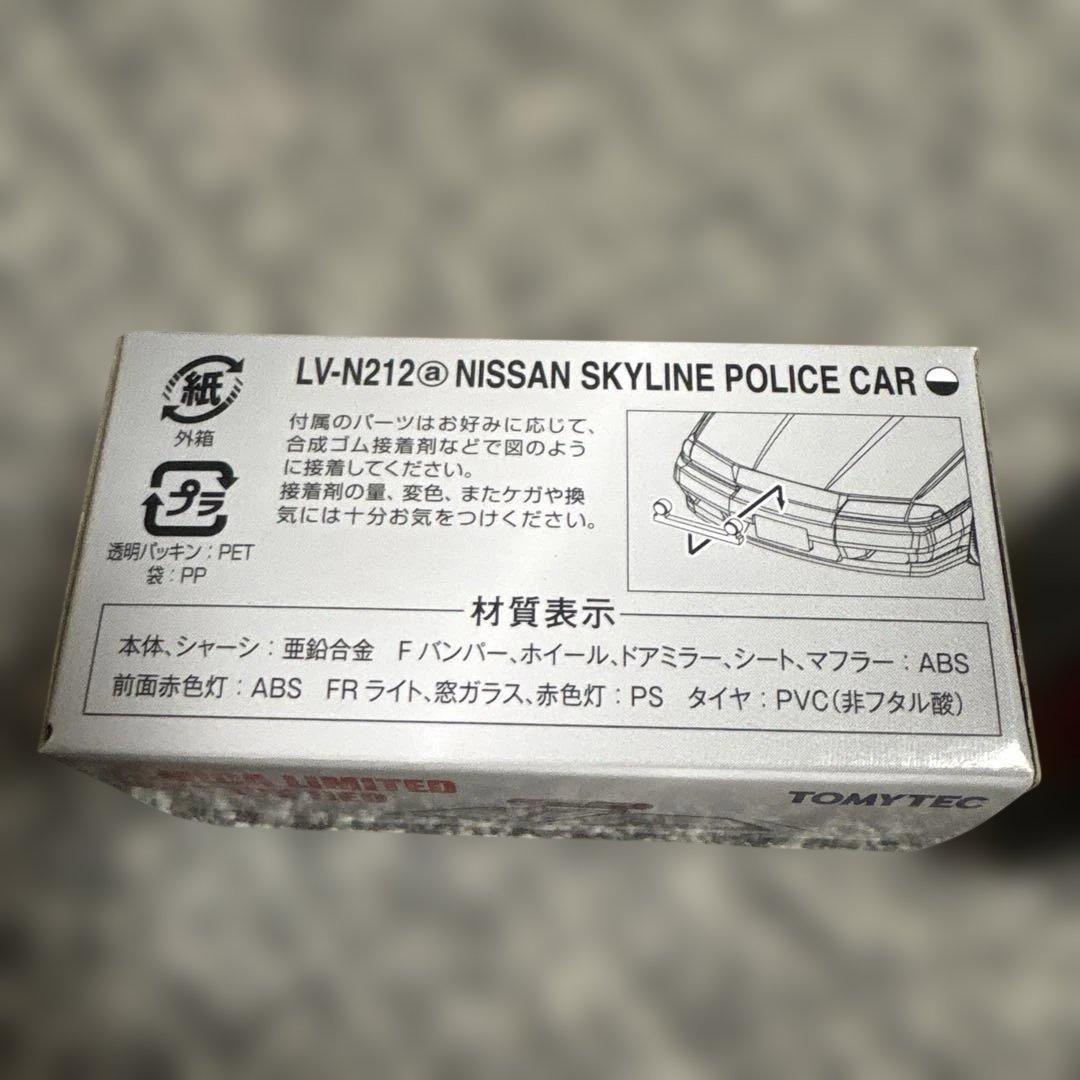 紙
外箱
プラ
透明パッキン：PET
袋：PP
LV-N212ⓐ NISSAN SKYLINE POLICE CAR
付属のパーツはお好みに応じて、
合成ゴム接着剤などで図のよう
に接着してください。
接着剤の量、変色、またケガや換
気には十分お気をつけください。
材質表示
本体、シャーシ：亜鉛合金　Fバンパー、ホイール、ドアミラー、シート、マフラー：ABS
前面赤色灯：ABS　FRライト、窓ガラス、赤色灯：PS　タイヤ：PVC（非フタル酸）
LIMITED
TOMYTEC